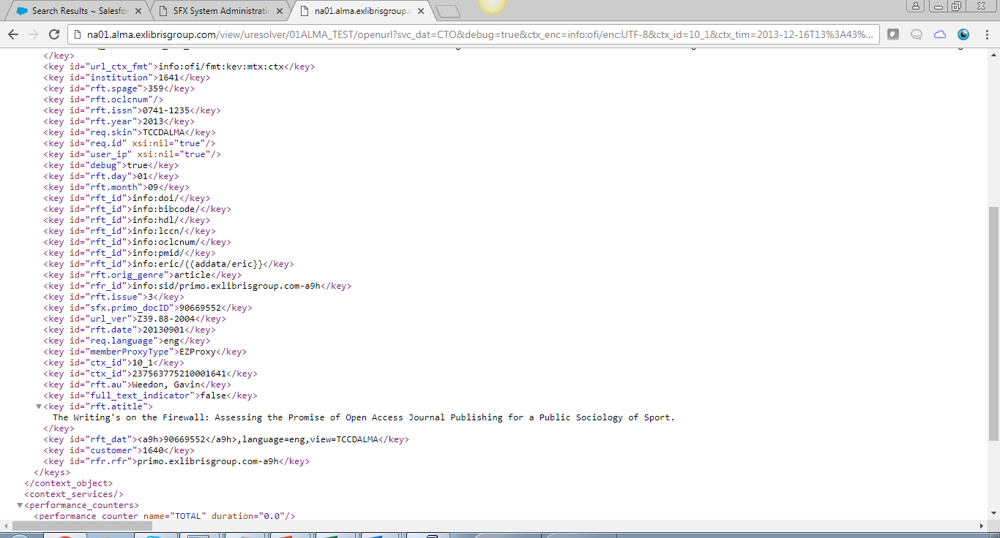 Search Results ~ Salesfor
SFX System Administratio
na01.alma.exlibrisgroup.c
na01.alma.exlibrisgroup.com/view/uresolver/01ALMA_TEST/openurl?svc_dat=CTO&debug=true&ctx_enc=info:ofi/enc:UTF-8&ctx_id=10_1&ctx_tim=2013-12-16T13%3A43%...
</key>
<key id="url_ctx_fmt">info:ofi/fmt:kev:mtx:ctx</key>
<key id="institution">1641</key>
<key id="rft.spage">359</key>
<key id="rft.oclcnum"/>
<key id="rft.issn">0741-1235</key>
<key id="rft.year">2013</key>
<key id="req.skin">TCCDALMA</key>
<key id="req.id" xsi:nil="true"/>
<key id="user_ip" xsi:nil="true"/>
<key id="debug">true</key>
<key id="rft.day">01</key>
<key id="rft.month">09</key>
<key id="rft_id">info:doi/</key>
<key id="rft_id">info:bibcode/</key>
<key id="rft_id">info:hdl/</key>
<key id="rft_id">info:lccn/</key>
<key id="rft_id">info:oclcnum/</key>
<key id="rft_id">info:pmid/</key>
<key id="rft_id">info:eric/((addata/eric}}</key>
<key id="rft.orig_genre">article</key>
<key id="rfr_id">info:sid/primo.exlibrisgroup.com-a9h</key>
<key id="rft.issue">3</key>
<key id="sfx.primo_docID">90669552</key>
<key id="url_ver">Z39.88-2004</key>
<key id="rft.date">20130901</key>
<key id="req.language">eng</key>
<key id="memberProxyType">EZProxy</key>
<key id="ctx_id">10_1</key>
<key id="ctx_id">237563775210001641</key>
<key id="rft.au">Weedon, Gavin</key>
<key id="full_text_indicator">false</key>
<key id="rft.atitle">
The Writing's on the Firewall: Assessing the Promise of Open Access Journal Publishing for a Public Sociology of Sport.
</key>
<key id="rft_dat"><a9h>90669552</a9h>,language=eng,view=TCCDALMA</key>
<key id="customer">1640</key>
<key id="rfr.rfr">primo.exlibrisgroup.com-a9h</key>
</keys>
</context_object>
<context_services/>
<performance_counters>
<performance_counter name="TOTAL" duration="0.0"/>